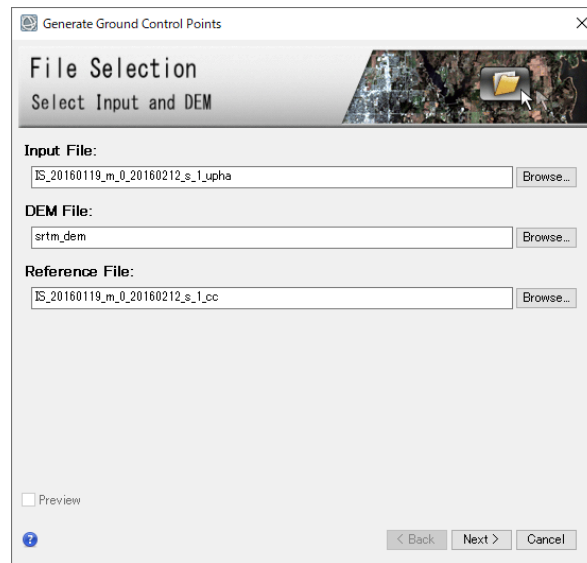 Generate Ground Control Points
File Selection
Select Input and DEM
Input File:
IS_20160119_m_0_20160212_s_1_upha
Browse...
DEM File:
srtm_dem
Browse...
Reference File:
IS_20160119_m_0_20160212_s_1_cc
Browse...
Preview
?
< Back
Next >
Cancel